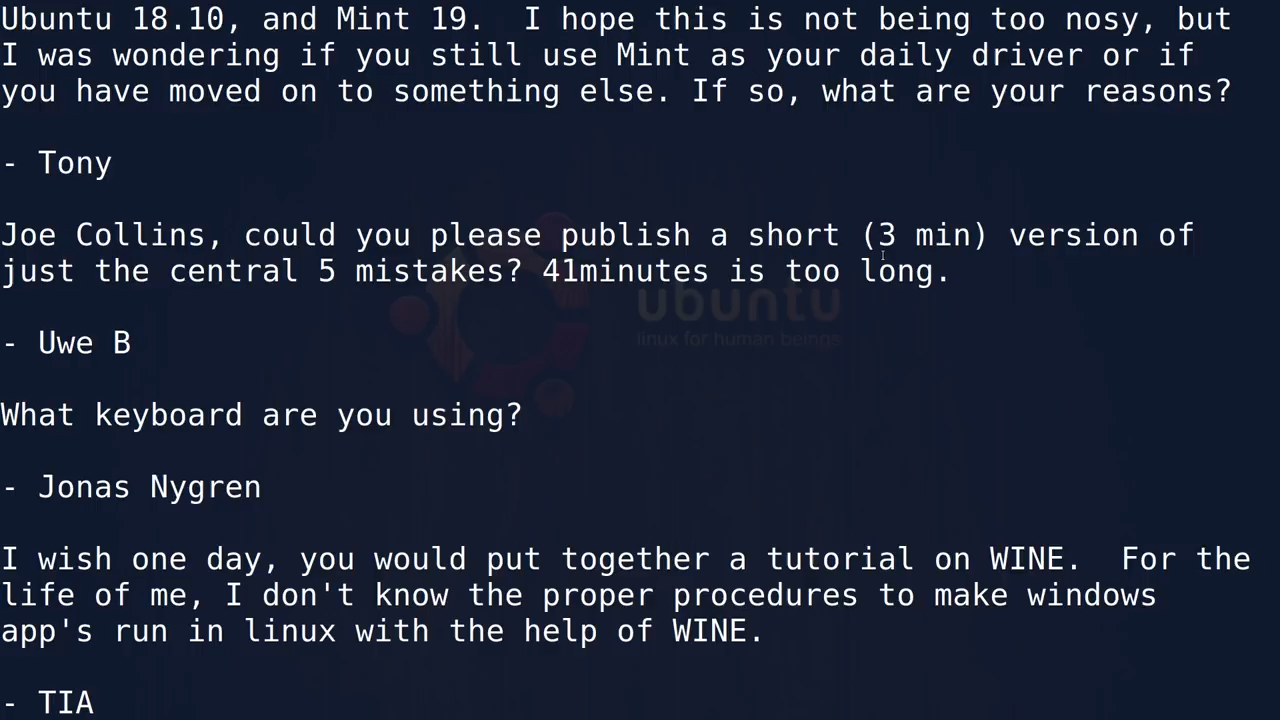 Ubuntu 18.10, and Mint 19.  I hope this is not being too nosy, but
I was wondering if you still use Mint as your daily driver or if
you have moved on to something else. If so, what are your reasons?
- Tony
Joe Collins, could you please publish a short (3 min) version of
just the central 5 mistakes? 41minutes is too long.
ubuntu
linux for human beings
- Uwe B
What keyboard are you using?
- Jonas Nygren
I wish one day, you would put together a tutorial on WINE.  For the
life of me, I don't know the proper procedures to make windows
app's run in linux with the help of WINE.
- TIA